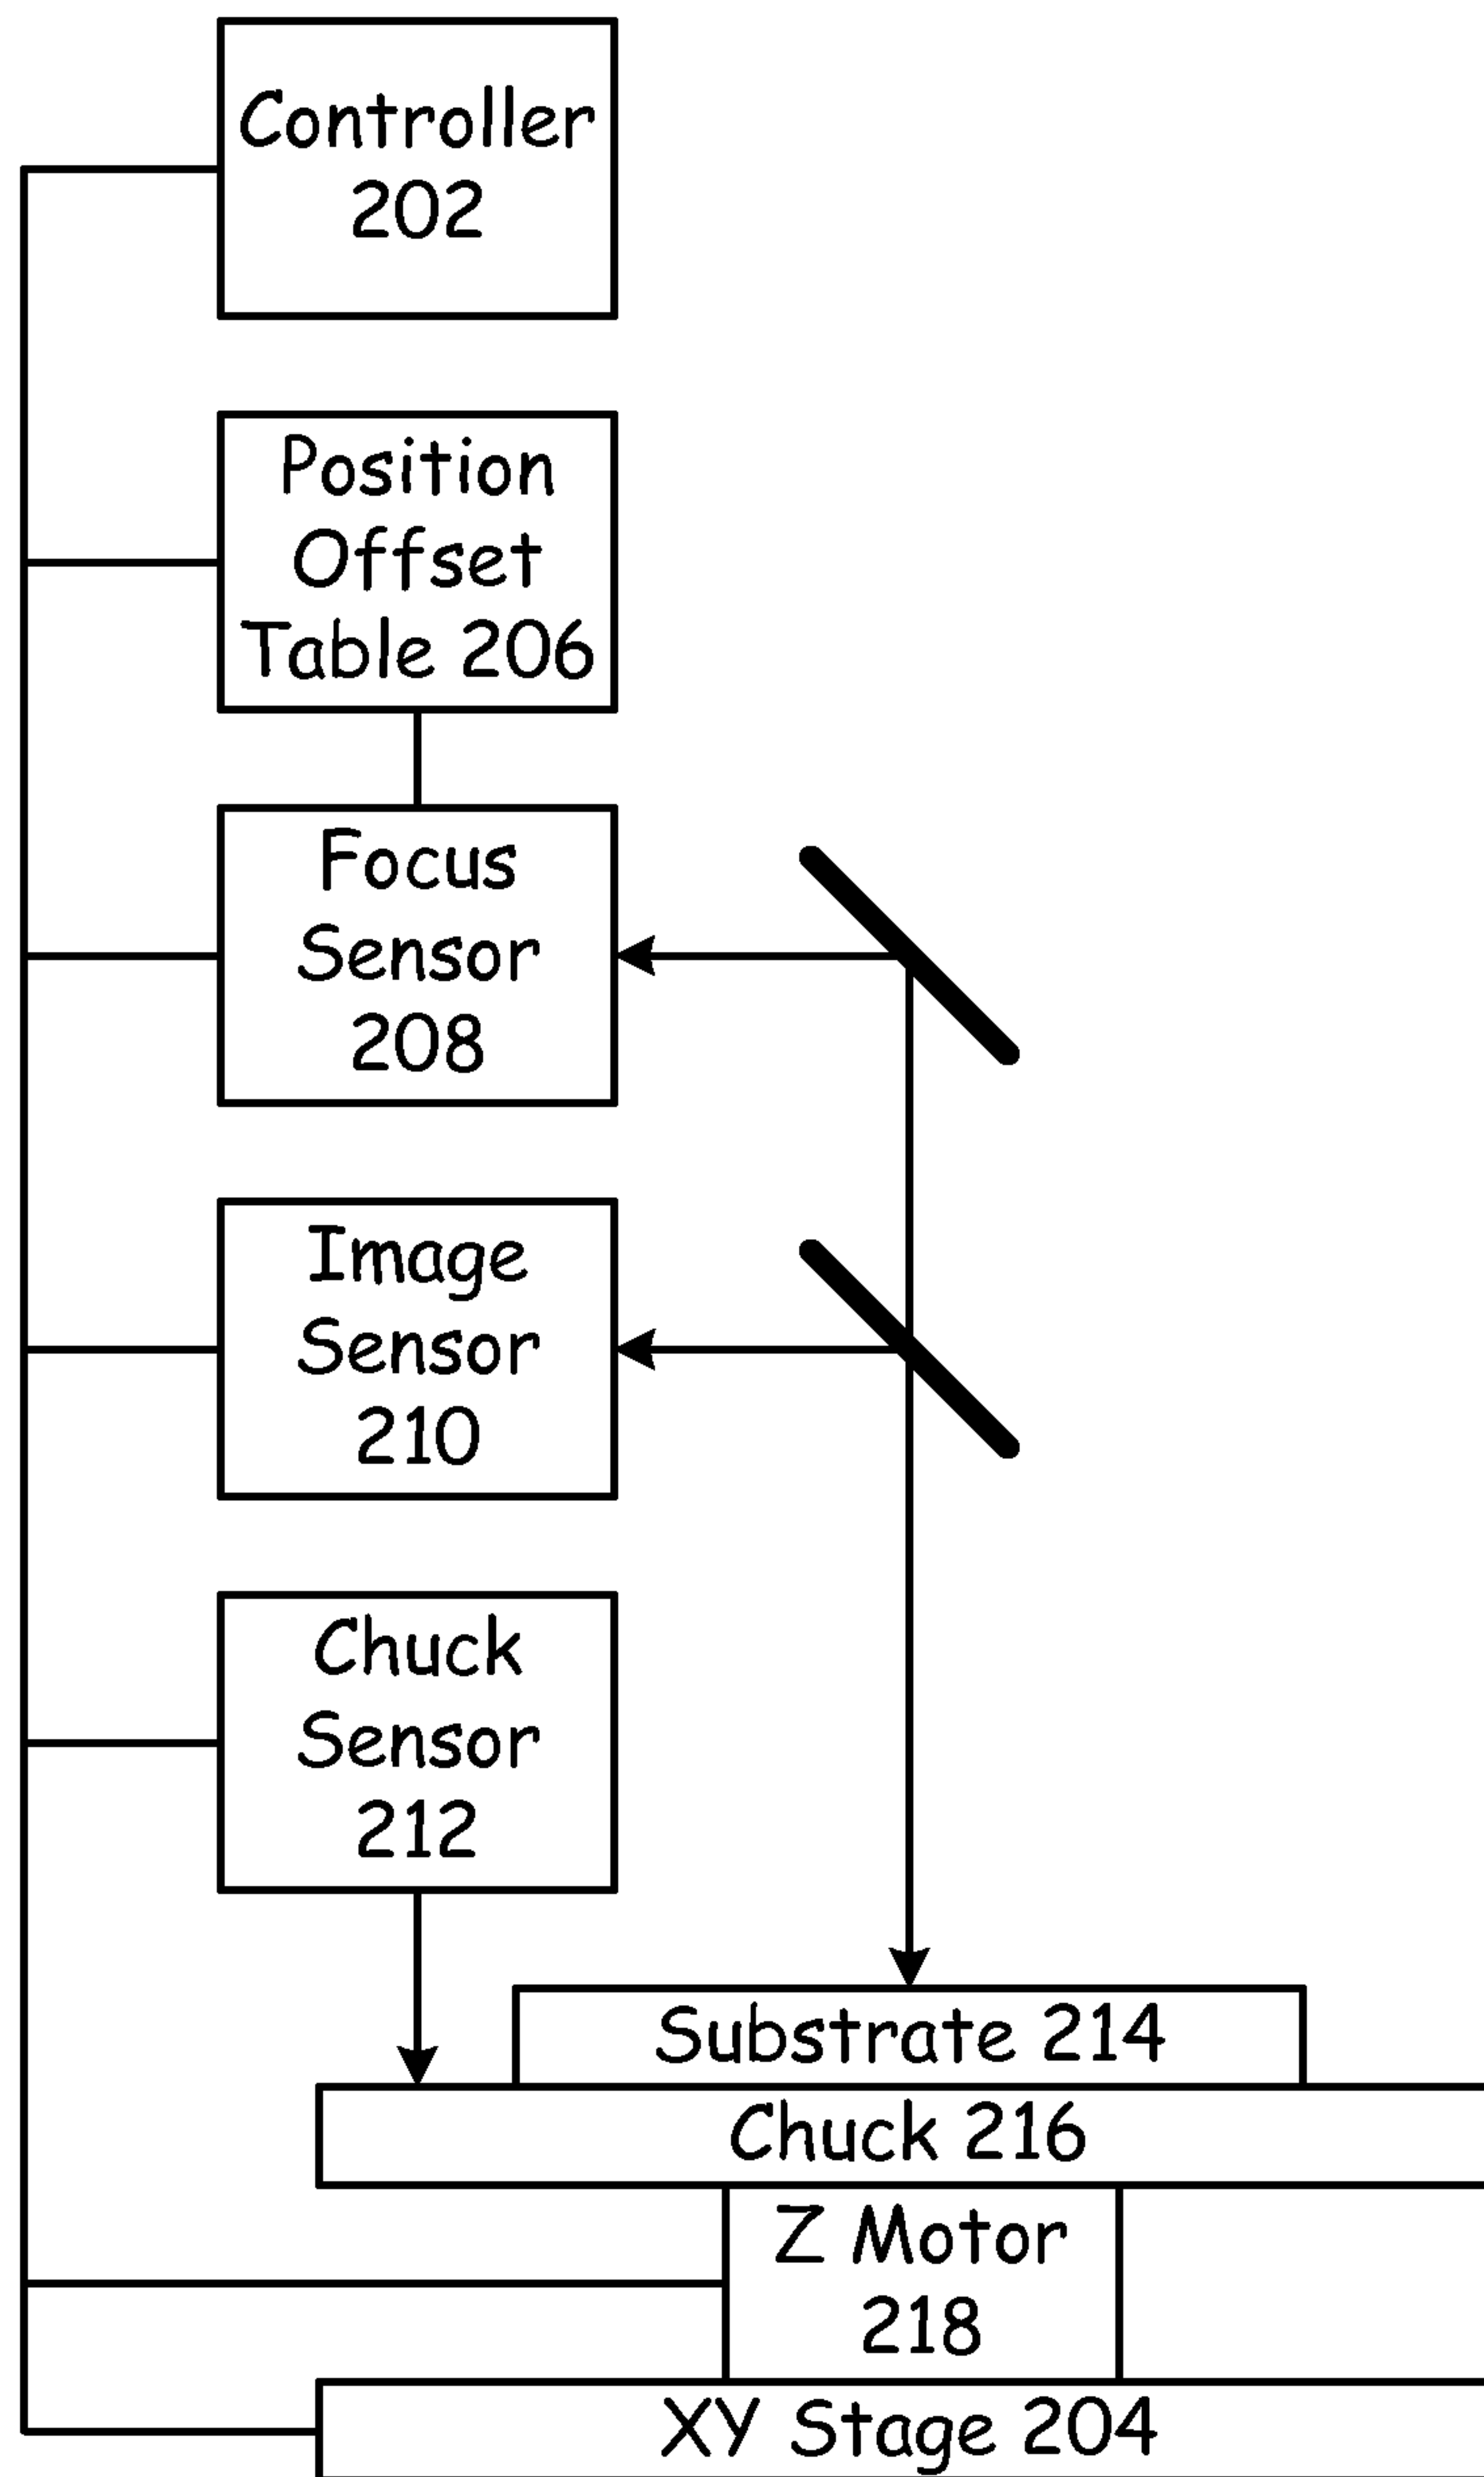 Controller
202
Position
Offset
Table 206
Focus
Sensor
208
Image
Sensor
210
Chuck
Sensor
212
Substrate 214
Chuck 216
Z Motor
218
XY Stage 204